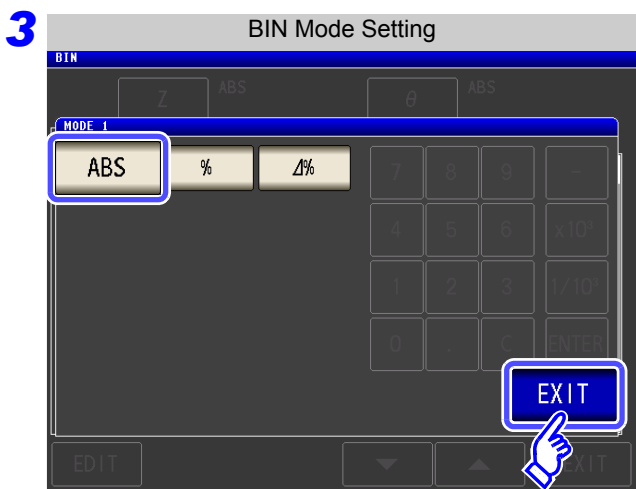 3
BIN Mode Setting
BIN
Z ABS θ ABS
MODE 1
ABS % Δ% 7 8 9 -
4 5 6 x10³
1 2 3 1/10³
0 . C ENTER
EXIT
EDIT ▼ ▲ EXIT